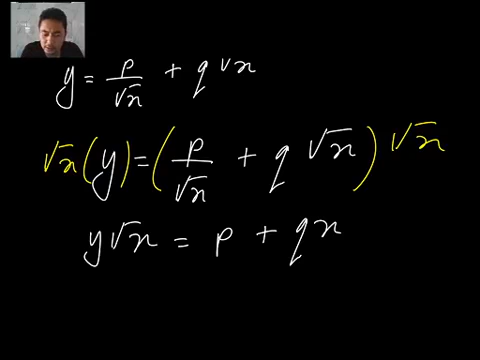 y = p/√x + q√x
√x(y) = (p/√x + q√x)√x
y√x = p + qx